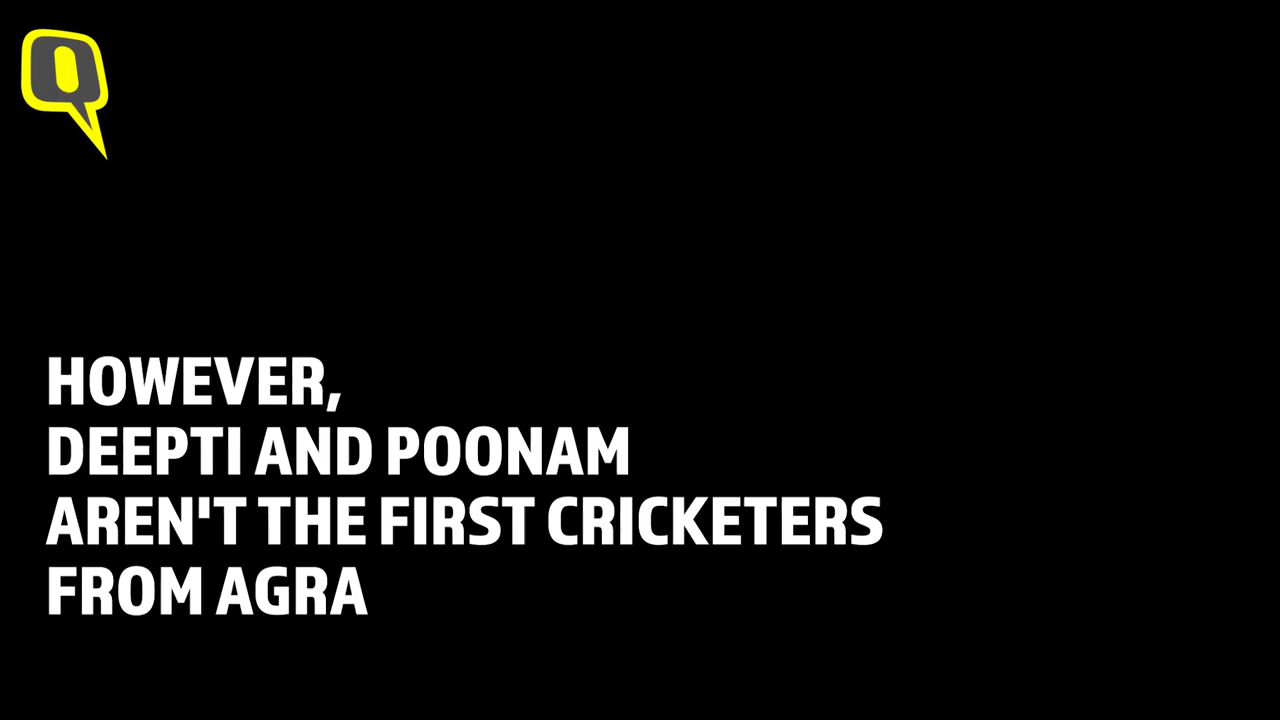 HOWEVER,
DEEPTI AND POONAM
AREN'T THE FIRST CRICKETERS
FROM AGRA